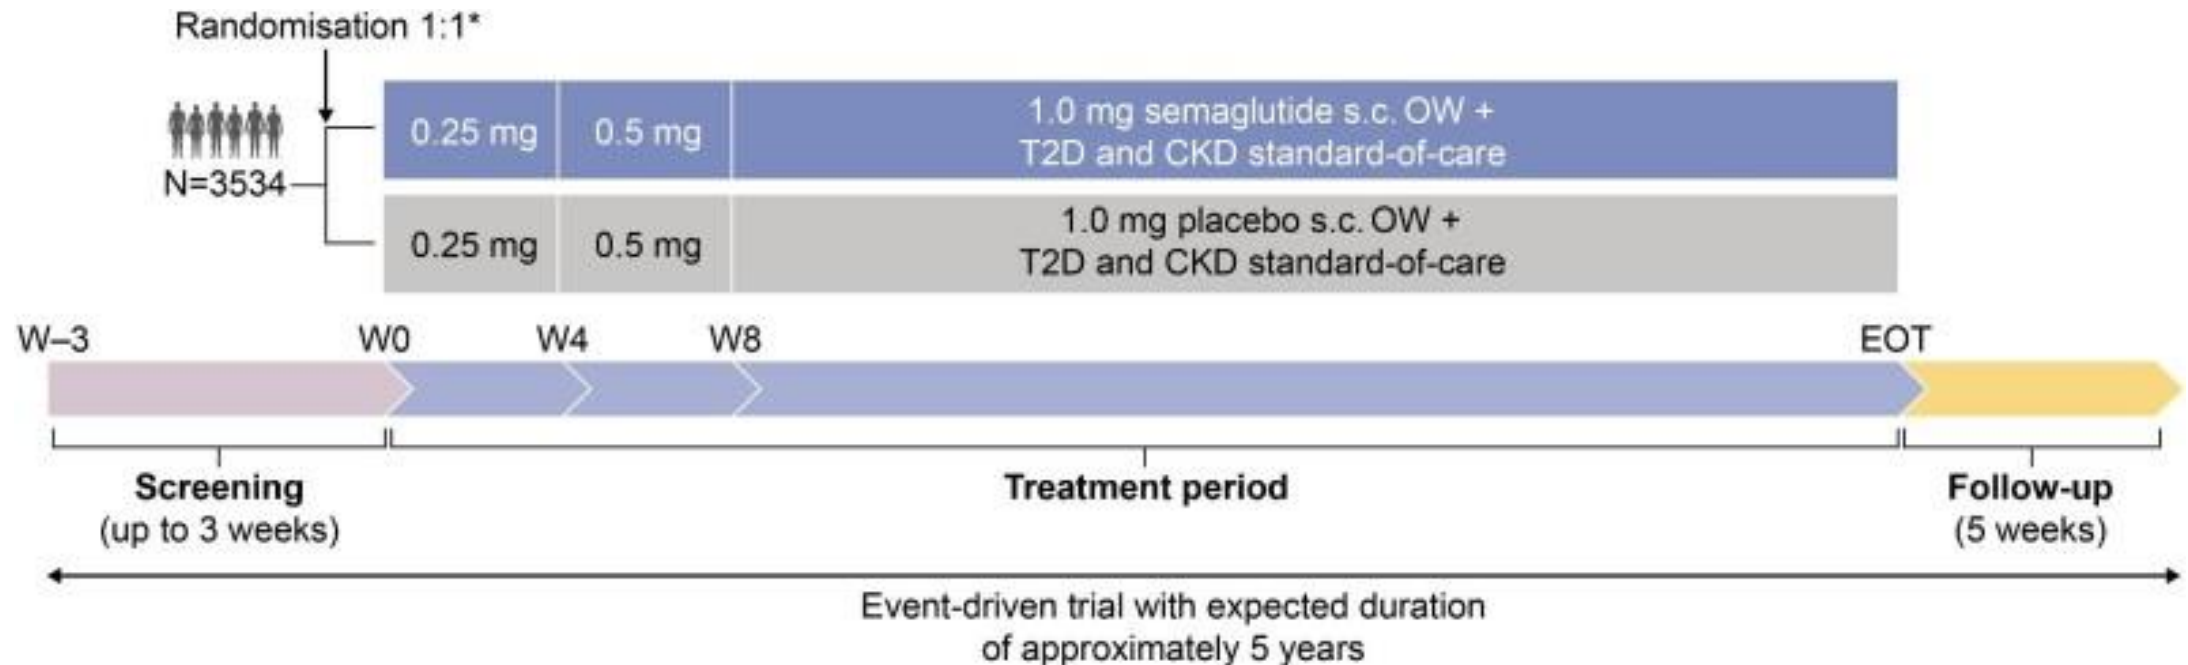 Randomisation 1:1*
N=3534
0.25 mg
0.5 mg
1.0 mg semaglutide s.c. OW +
T2D and CKD standard-of-care
0.25 mg
0.5 mg
1.0 mg placebo s.c. OW +
T2D and CKD standard-of-care
W–3
W0
W4
W8
EOT
Screening
(up to 3 weeks)
Treatment period
Follow-up
(5 weeks)
Event-driven trial with expected duration
of approximately 5 years